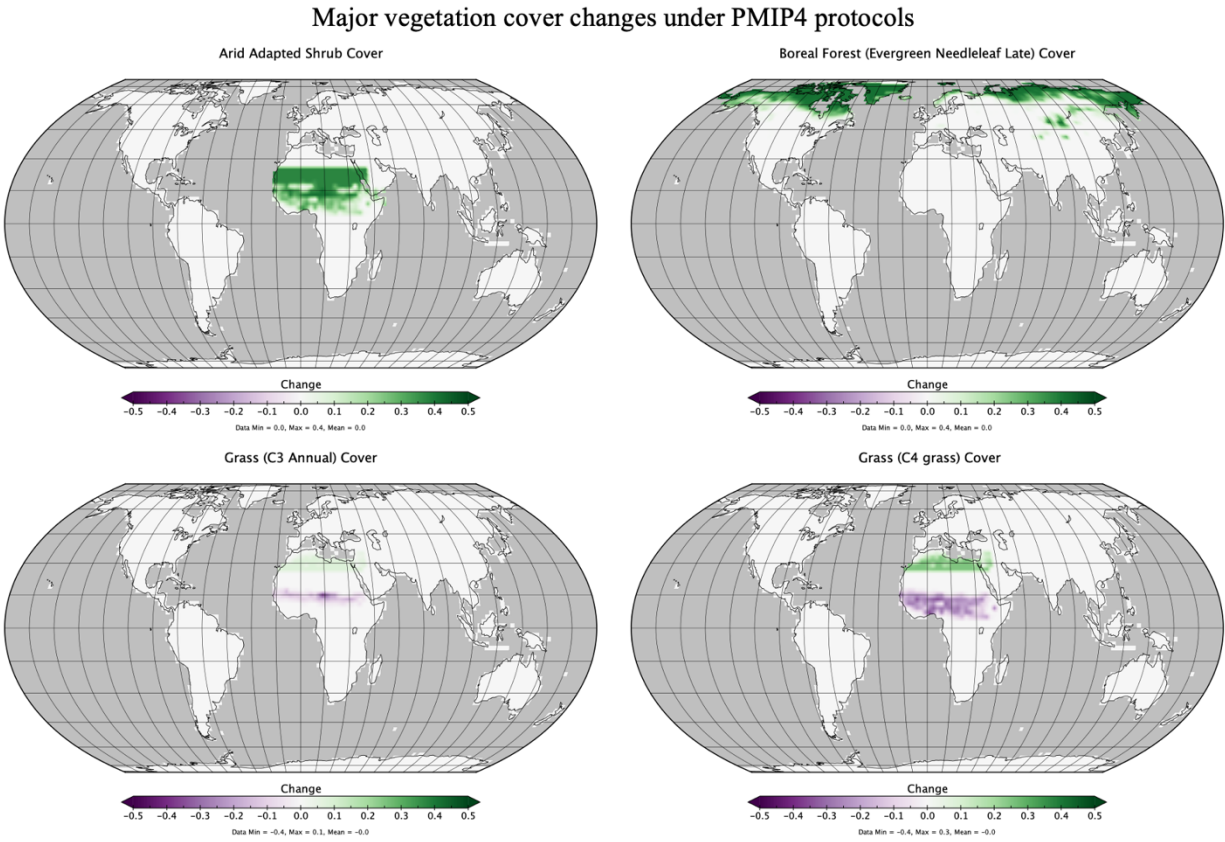 Major vegetation cover changes under PMIP4 protocols
Arid Adapted Shrub Cover
Boreal Forest (Evergreen Needleleaf Late) Cover
Change
-0.5 -0.4 -0.3 -0.2 -0.1 0.0 0.1 0.2 0.3 0.4 0.5
Data Min = 0.0, Max = 0.4, Mean = 0.0
Change
-0.5 -0.4 -0.3 -0.2 -0.1 0.0 0.1 0.2 0.3 0.4 0.5
Data Min = 0.0, Max = 0.4, Mean = 0.0
Grass (C3 Annual) Cover
Grass (C4 grass) Cover
Change
-0.5 -0.4 -0.3 -0.2 -0.1 0.0 0.1 0.2 0.3 0.4 0.5
Data Min = -0.4, Max = 0.1, Mean = -0.0
Change
-0.5 -0.4 -0.3 -0.2 -0.1 0.0 0.1 0.2 0.3 0.4 0.5
Data Min = -0.4, Max = 0.3, Mean = -0.0